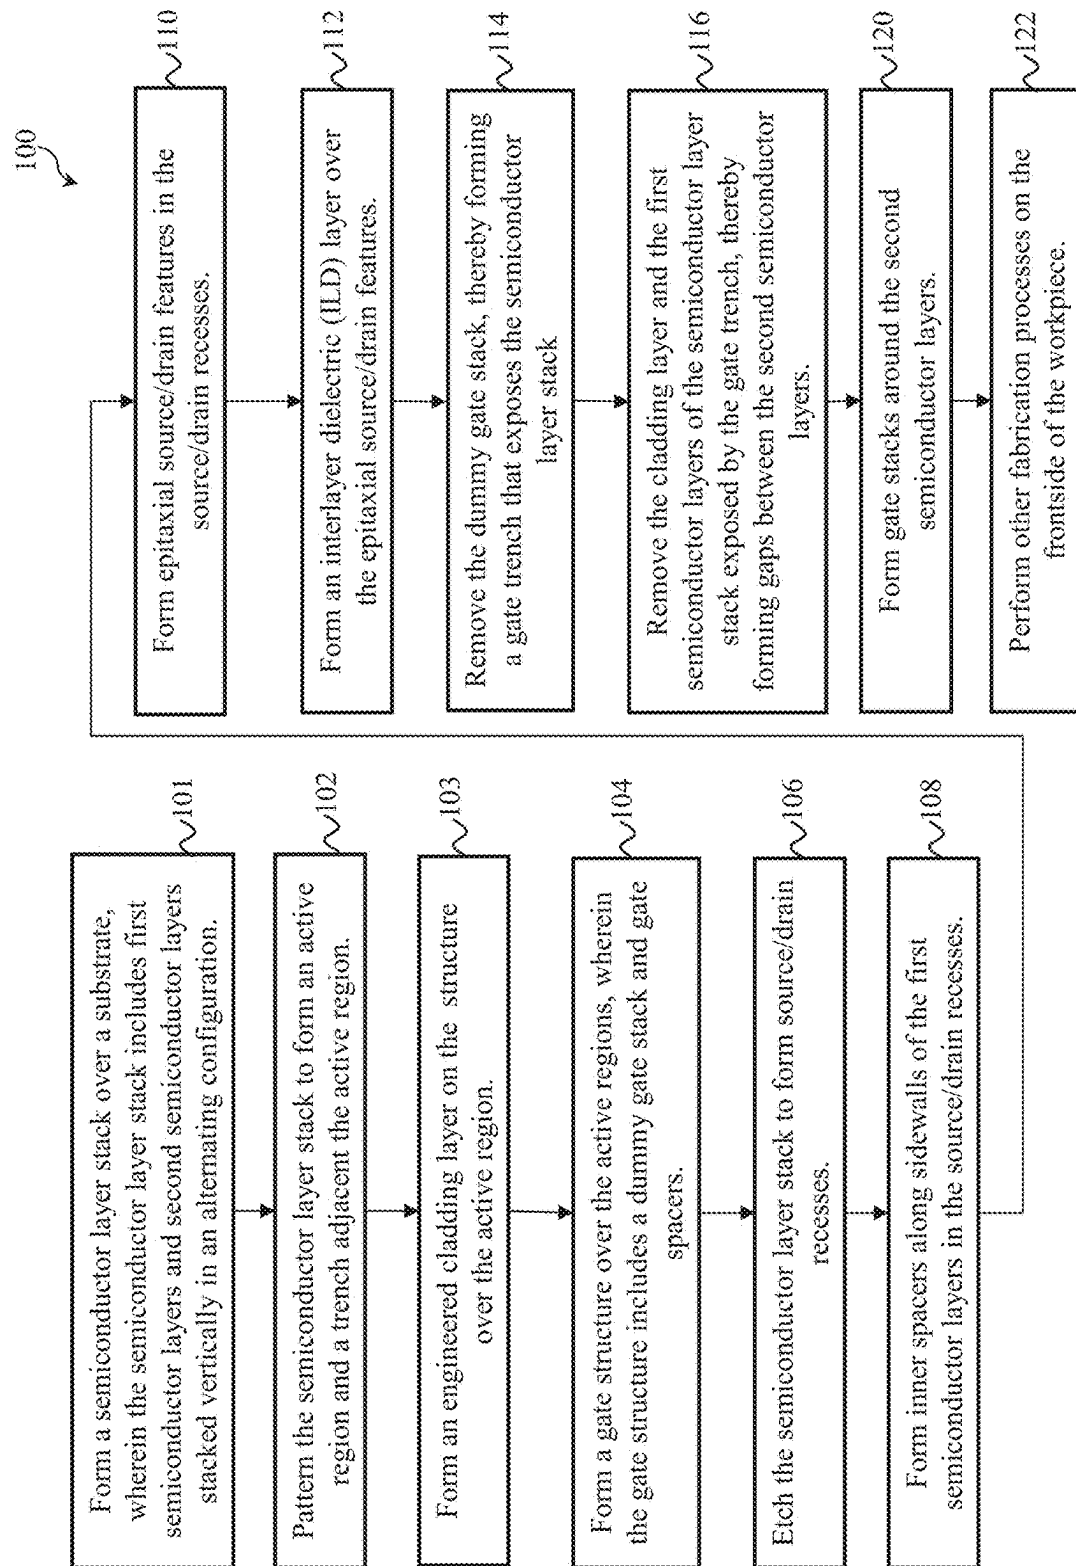 100
Form a semiconductor layer stack over a substrate,
wherein the semiconductor layer stack includes first
semiconductor layers and second semiconductor layers
stacked vertically in an alternating configuration.
101
Pattern the semiconductor layer stack to form an active
region and a trench adjacent the active region.
102
Form an engineered cladding layer on the structure
over the active region.
103
Form a gate structure over the active regions, wherein
the gate structure includes a dummy gate stack and gate
spacers.
104
Etch the semiconductor layer stack to form source/drain
recesses.
106
Form inner spacers along sidewalls of the first
semiconductor layers in the source/drain recesses.
108
Form epitaxial source/drain features in the
source/drain recesses.
110
Form an interlayer dielectric (ILD) layer over
the epitaxial source/drain features.
112
Remove the dummy gate stack, thereby forming
a gate trench that exposes the semiconductor
layer stack
114
Remove the cladding layer and the first
semiconductor layers of the semiconductor layer
stack exposed by the gate trench, thereby
forming gaps between the second semiconductor
layers.
116
Form gate stacks around the second
semiconductor layers.
120
Perform other fabrication processes on the
frontside of the workpiece.
122